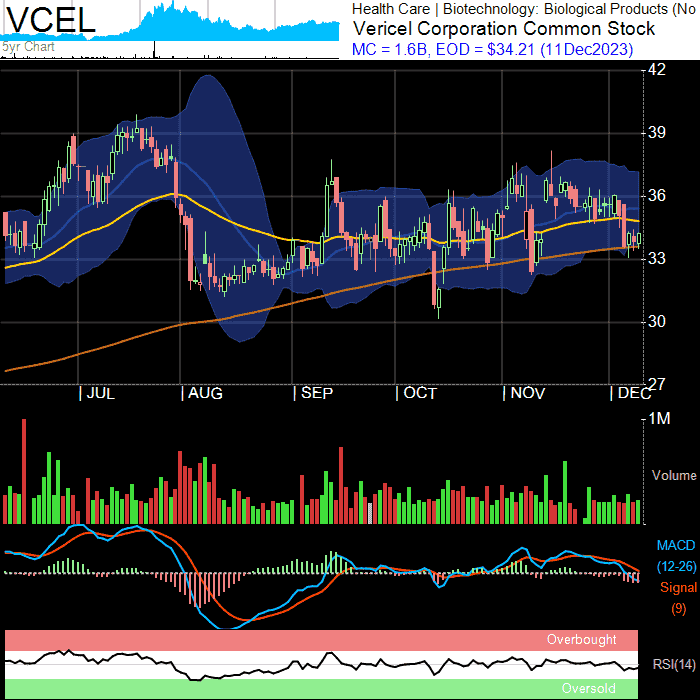 VCEL
5yr Chart
Health Care | Biotechnology: Biological Products (No
Vericel Corporation Common Stock
MC = 1.6B, EOD = $34.21 (11Dec2023)
42
39
36
33
30
27
| JUL | AUG | SEP | OCT | NOV | DEC
1M
Volume
MACD
(12-26)
Signal
(9)
Overbought
RSI(14)
Oversold